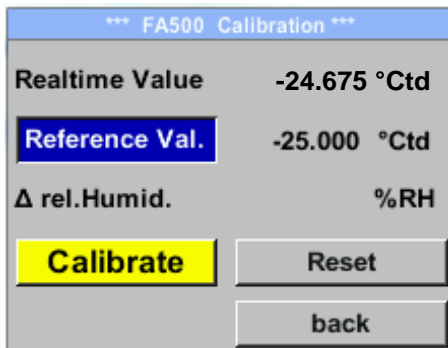 *** FA500 Calibration ***
Realtime Value -24.675 °Ctd
Reference Val. -25.000 °Ctd
Δ rel.Humid. %RH
Calibrate Reset
back